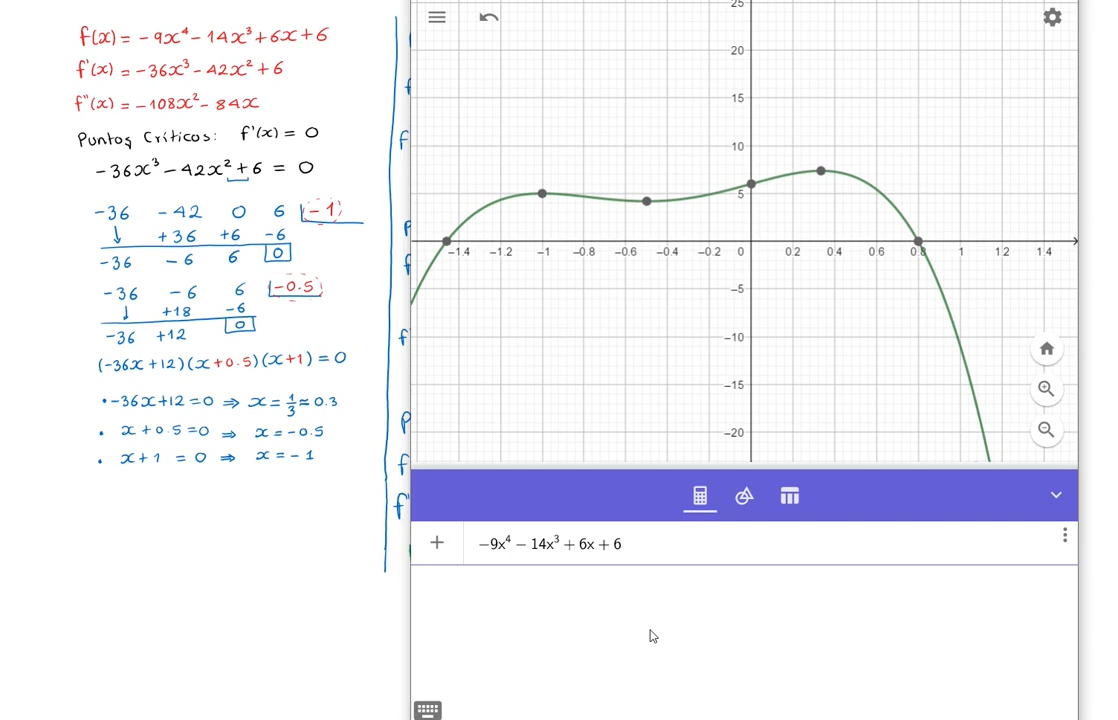 f(x) = -9x⁴ - 14x³ + 6x + 6
f'(x) = -36x³ - 42x² + 6
f''(x) = -108x² - 84x
Puntos Críticos: f'(x) = 0
-36x³ - 42x² + 6 = 0
-36 -42 0 6 -1
↓ +36 +6 -6
-36 -6 6 0
-36 -6 6 -0.5
↓ +18 -6
-36 +12 0
(-36x + 12)(x + 0.5)(x + 1) = 0
• -36x + 12 = 0 ⇒ x = 1/3 ≈ 0.3
• x + 0.5 = 0 ⇒ x = -0.5
• x + 1 = 0 ⇒ x = -1
25
20
15
10
5
−1.4 −1.2 −1 −0.8 −0.6 −0.4 −0.2 0 0.2 0.4 0.6 0.8 1 1.2 1.4
−5
−10
−15
−20
−9x⁴ − 14x³ + 6x + 6